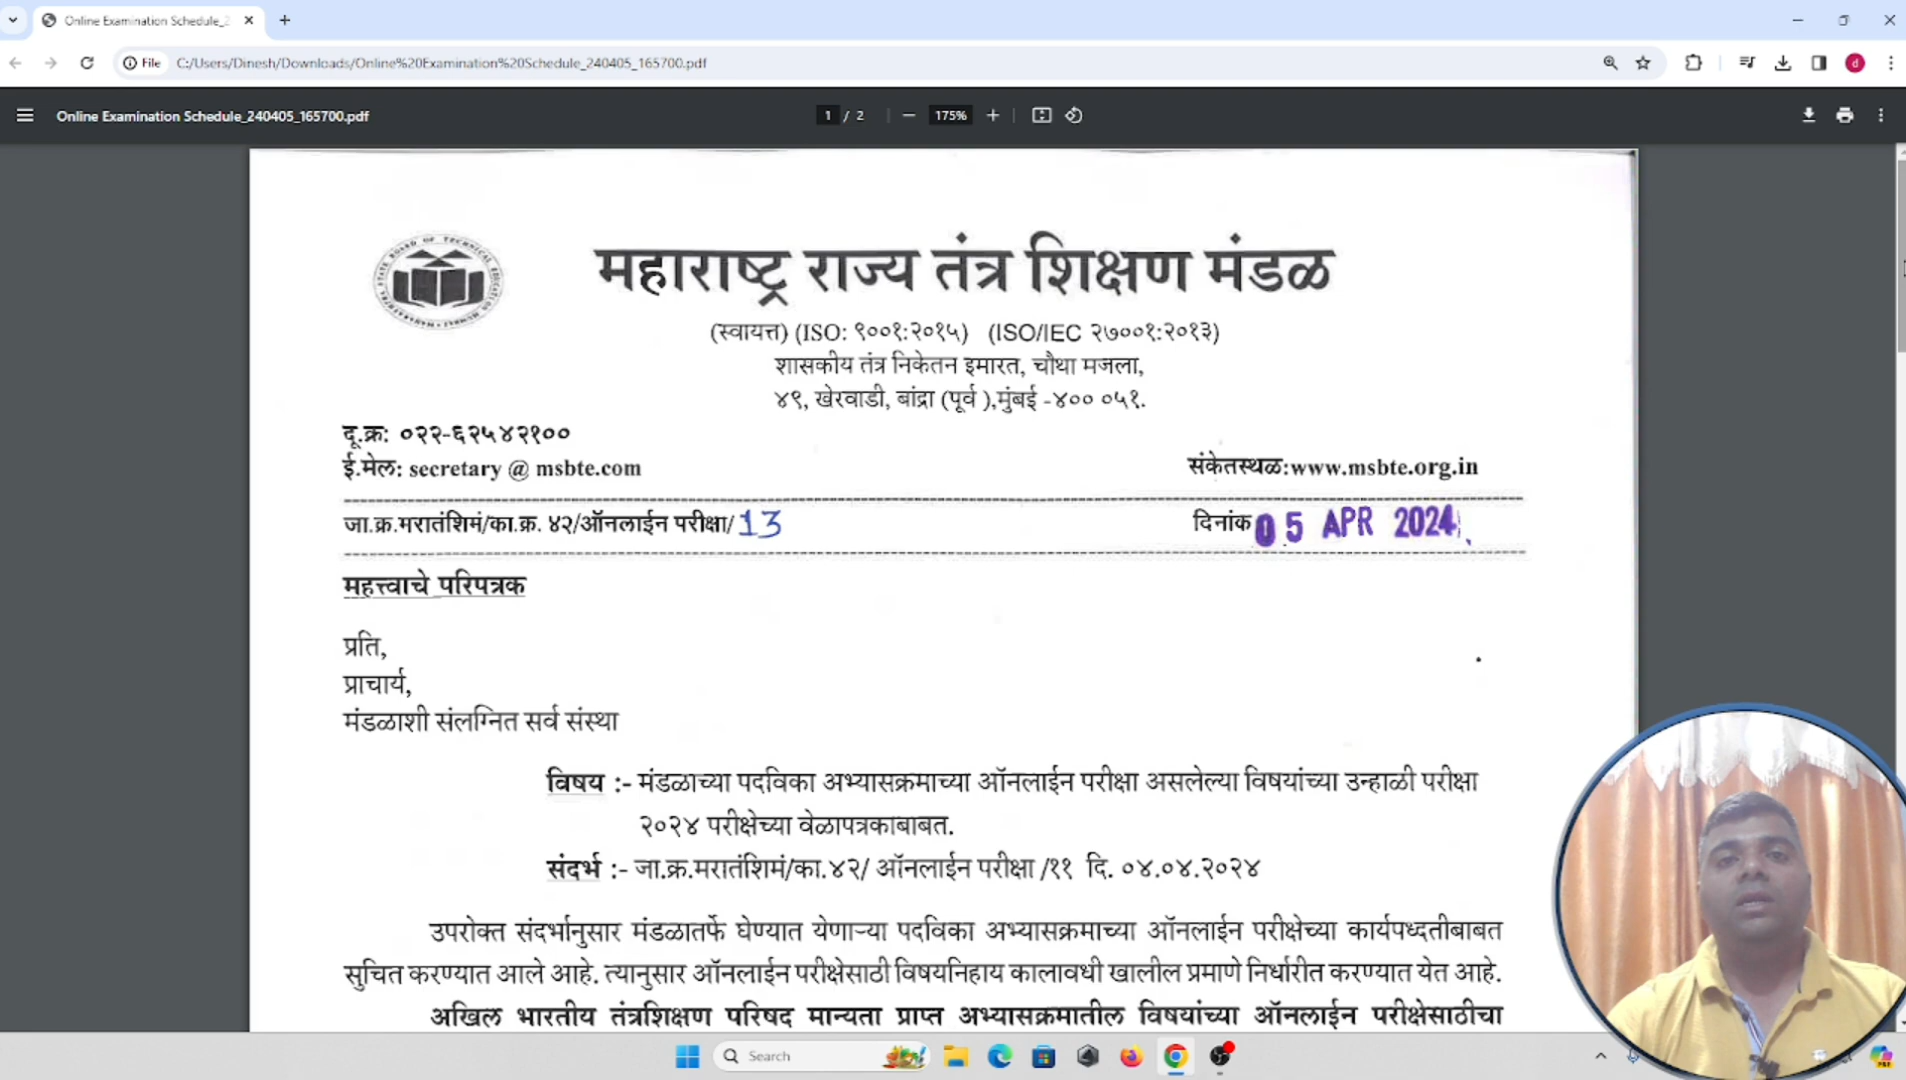 Online Examination Schedule_2
File C:/Users/Dinesh/Downloads/Online%20Examination%20Schedule_240405_165700.pdf
d
Online Examination Schedule_240405_165700.pdf
1 / 2
175%
महाराष्ट्र राज्य तंत्र शिक्षण मंडळ
(स्वायत्त) (ISO: ९००१:२०१५) (ISO/IEC २७००१:२०१३)
शासकीय तंत्र निकेतन इमारत, चौथा मजला,
४९, खेरवाडी, बांद्रा (पूर्व ),मुंबई -४०० ०५१.
दू.क्र: ०२२-६२५४२१००
ई.मेल: secretary @ msbte.com
संकेतस्थळ:www.msbte.org.in
जा.क्र.मरातंशिमं/का.क्र. ४२/ऑनलाईन परीक्षा/ 13
दिनांक 05 APR 2024
महत्त्वाचे परिपत्रक
प्रति,
प्राचार्य,
मंडळाशी संलग्नित सर्व संस्था
विषय :- मंडळाच्या पदविका अभ्यासक्रमाच्या ऑनलाईन परीक्षा असलेल्या विषयांच्या उन्हाळी परीक्षा
२०२४ परीक्षेच्या वेळापत्रकाबाबत.
संदर्भ :- जा.क्र.मरातंशिमं/का.४२/ ऑनलाईन परीक्षा /११ दि. ०४.०४.२०२४
उपरोक्त संदर्भानुसार मंडळातर्फे घेण्यात येणाऱ्या पदविका अभ्यासक्रमाच्या ऑनलाईन परीक्षेच्या कार्यपध्दतीबाबत
सुचित करण्यात आले आहे. त्यानुसार ऑनलाईन परीक्षेसाठी विषयनिहाय कालावधी खालील प्रमाणे निर्धारीत करण्यात येत आहे.
अखिल भारतीय तंत्रशिक्षण परिषद मान्यता प्राप्त अभ्यासक्रमातील विषयांच्या ऑनलाईन परीक्षेसाठीचा
Search